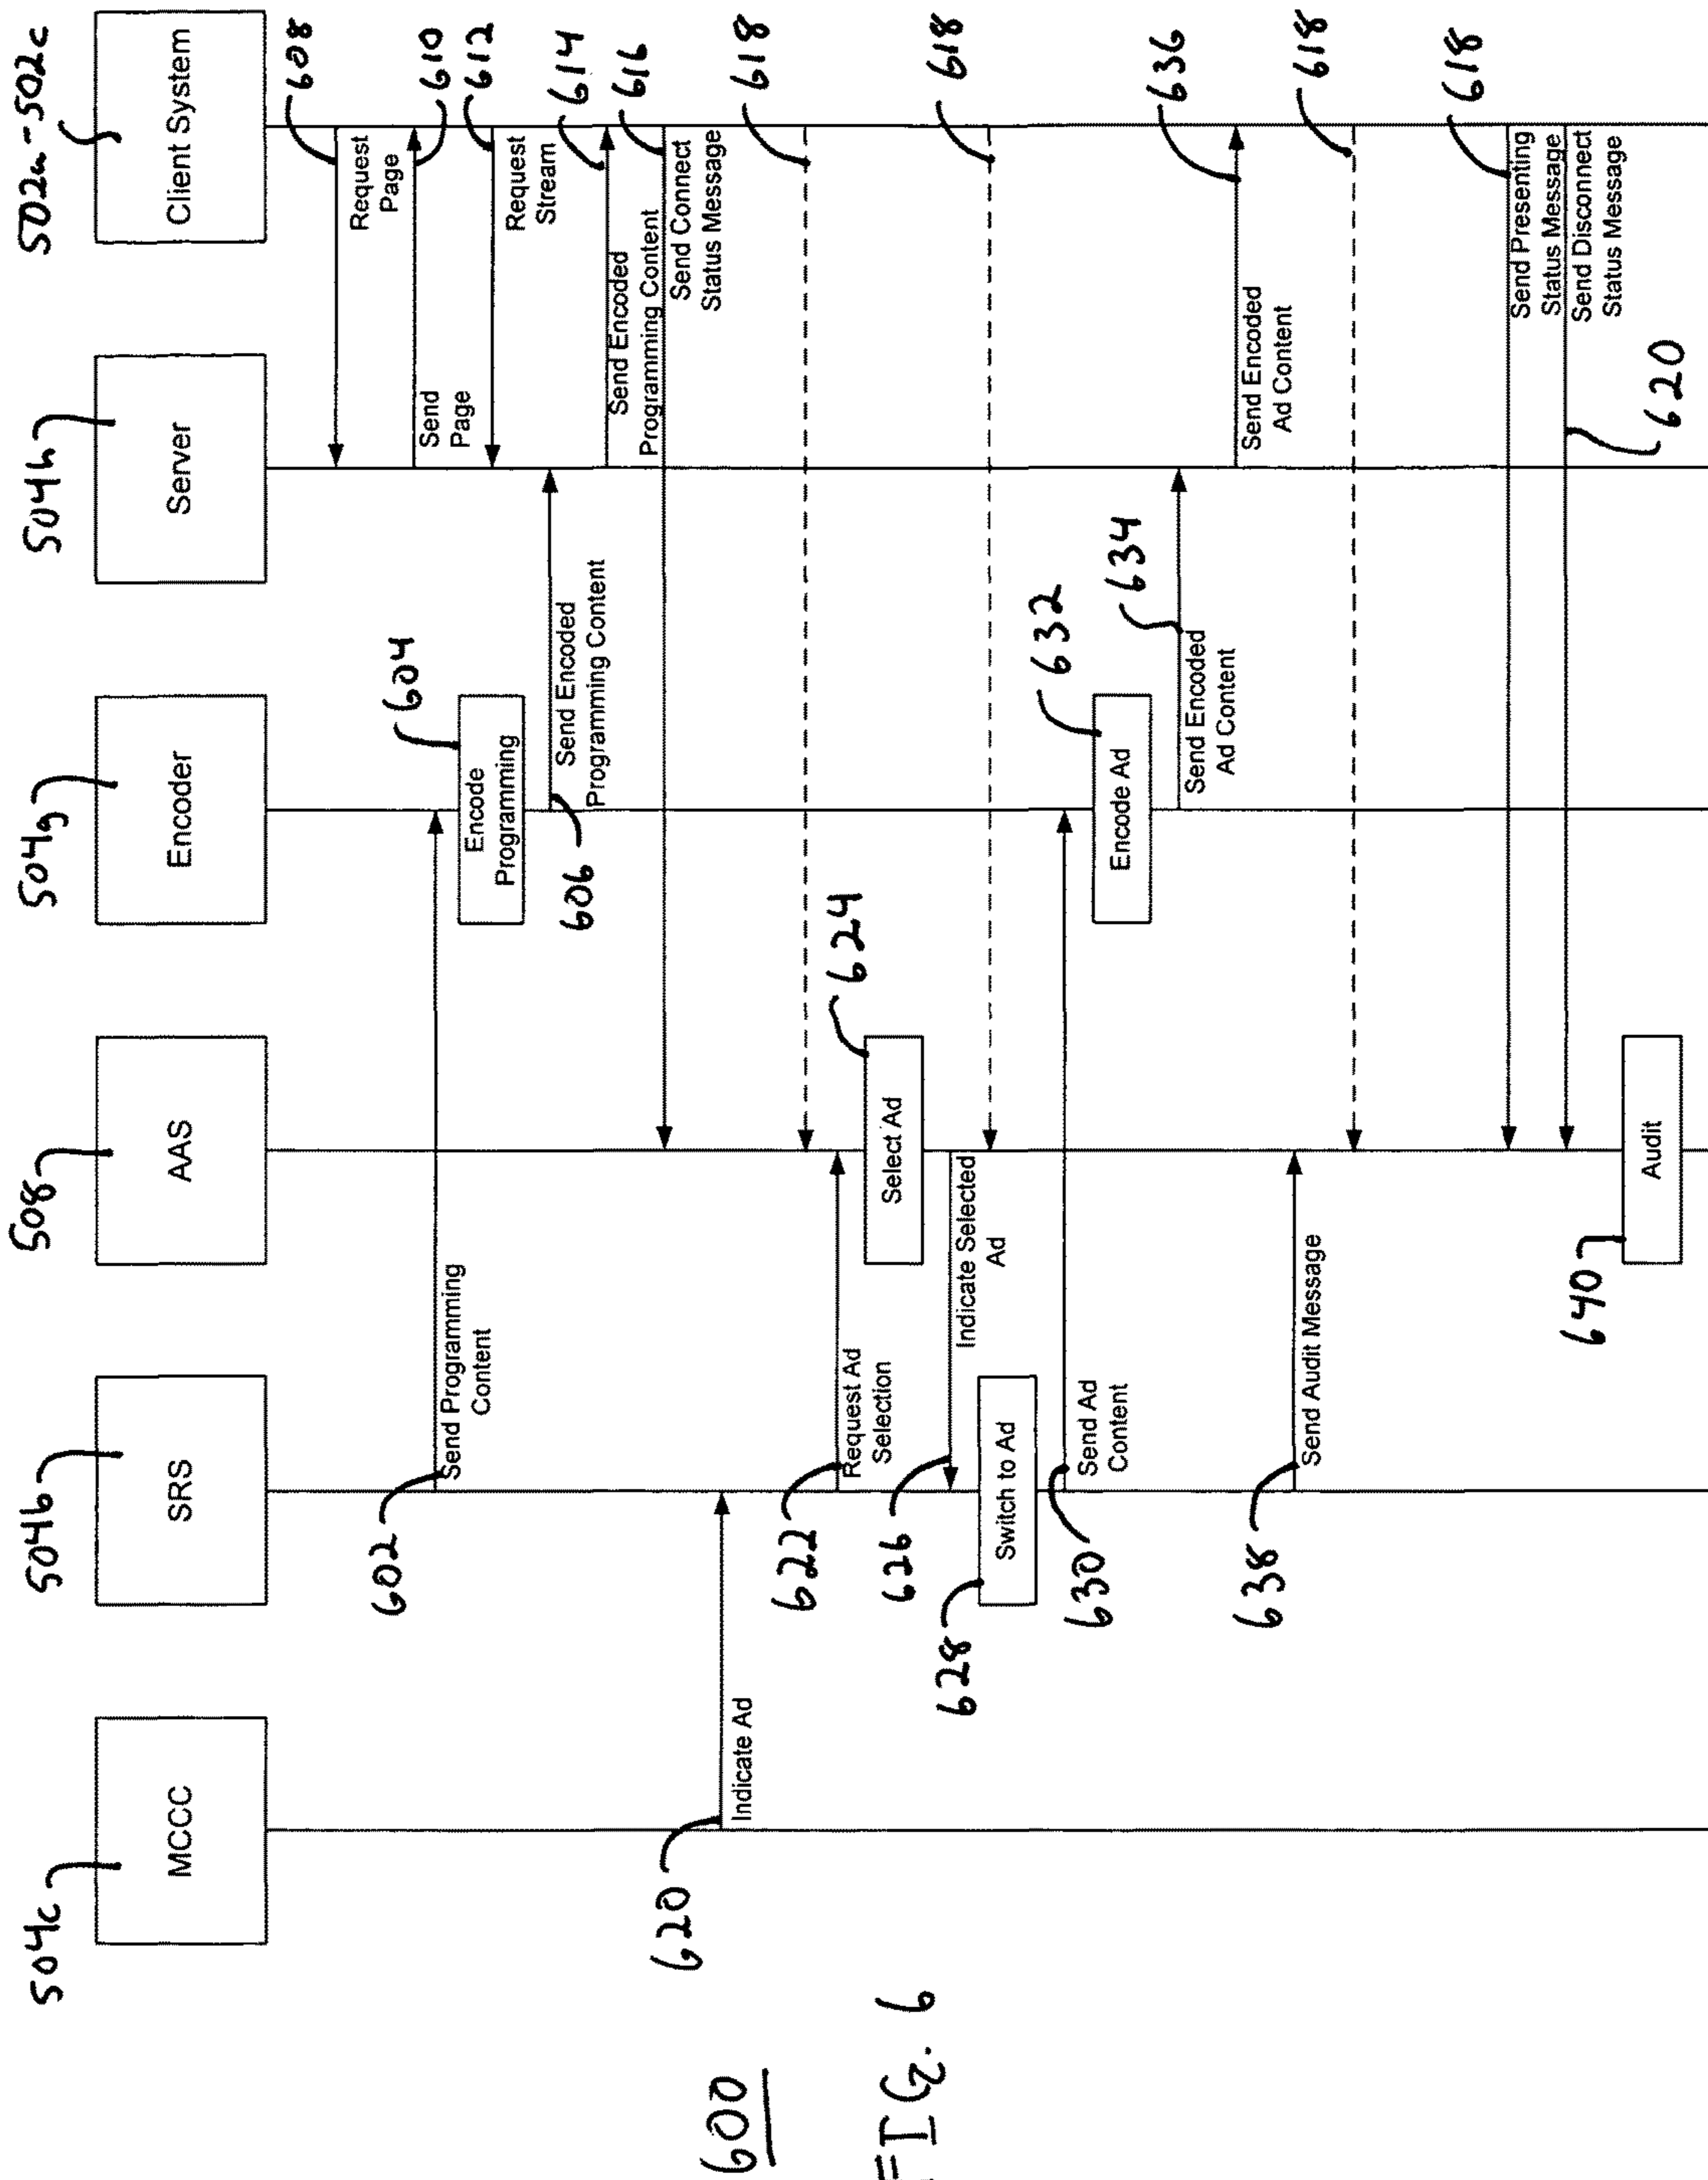 504c
504b
508
504g
504h
502a-502c
MCCC
SRS
AAS
Encoder
Server
Client System
608
Request
Page
610
Send
Page
602
Send Programming
Content
604
Encode
Programming
612
Request
Stream
606
Send Encoded
Programming Content
614
Send Encoded
Programming Content
616
Send Connect
Status Message
620
Indicate Ad
618
622
Request Ad
Selection
624
Select Ad
626
Indicate Selected
Ad
618
628
Switch to Ad
630
Send Ad
Content
632
Encode Ad
634
Send Encoded
Ad Content
636
Send Encoded
Ad Content
638
Send Audit Message
618
618
Send Presenting
Status Message
Send Disconnect
Status Message
620
640
Audit
600
FIG. 6